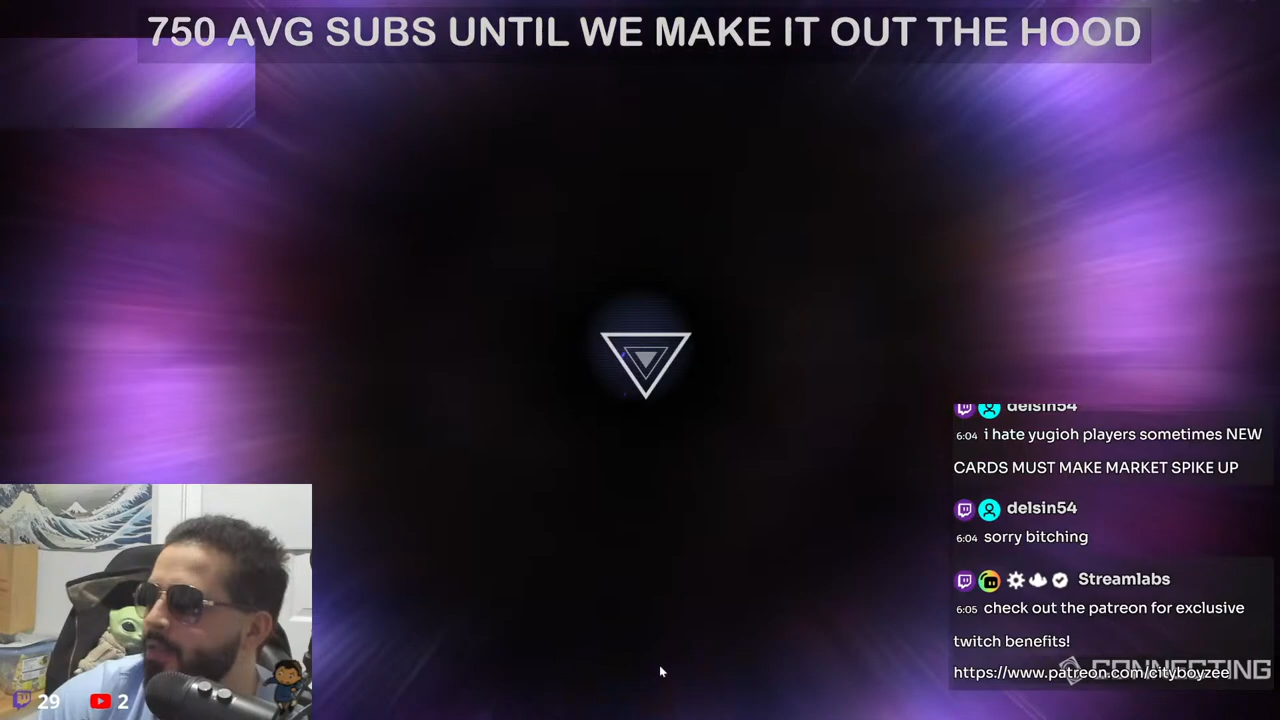 750 AVG SUBS UNTIL WE MAKE IT OUT THE HOOD
delsin54
6:04 i hate yugioh players sometimes NEW
CARDS MUST MAKE MARKET SPIKE UP
delsin54
6:04 sorry bitching
Streamlabs
6:05 check out the patreon for exclusive
twitch benefits!
https://www.patreon.com/cityboyzee
CONNECTING
29
2